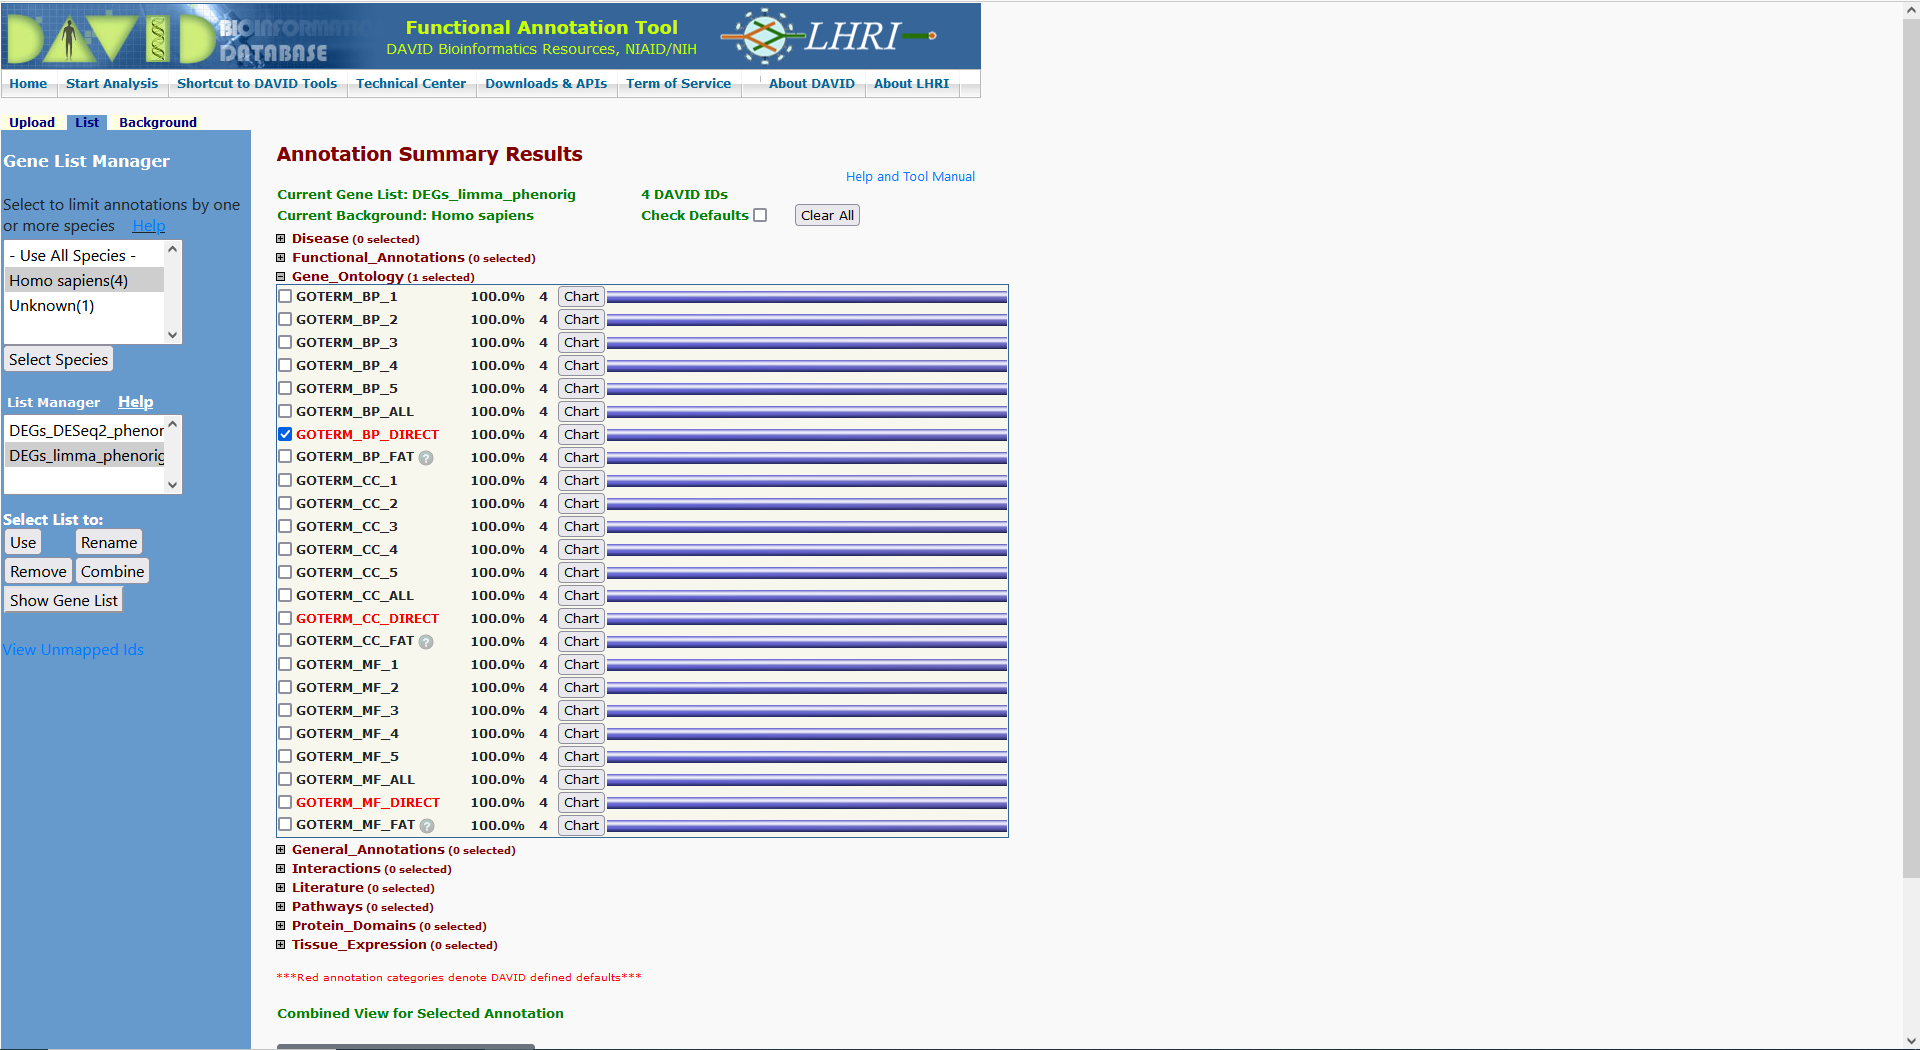 DAVID BIOINFORMATICS DATABASE
Functional Annotation Tool
DAVID Bioinformatics Resources, NIAID/NIH
LHRI
Home Start Analysis Shortcut to DAVID Tools Technical Center Downloads & APIs Term of Service About DAVID About LHRI
Upload List Background
Gene List Manager
Select to limit annotations by one
or more species Help
- Use All Species -
Homo sapiens(4)
Unknown(1)
Select Species
List Manager Help
DEGs_DESeq2_phenor
DEGs_limma_phenorig
Select List to:
Use Rename
Remove Combine
Show Gene List
View Unmapped Ids
Annotation Summary Results
Help and Tool Manual
Current Gene List: DEGs_limma_phenorig 4 DAVID IDs
Current Background: Homo sapiens Check Defaults Clear All
Disease (0 selected)
Functional_Annotations (0 selected)
Gene_Ontology (1 selected)
GOTERM_BP_1 100.0% 4 Chart
GOTERM_BP_2 100.0% 4 Chart
GOTERM_BP_3 100.0% 4 Chart
GOTERM_BP_4 100.0% 4 Chart
GOTERM_BP_5 100.0% 4 Chart
GOTERM_BP_ALL 100.0% 4 Chart
GOTERM_BP_DIRECT 100.0% 4 Chart
GOTERM_BP_FAT ? 100.0% 4 Chart
GOTERM_CC_1 100.0% 4 Chart
GOTERM_CC_2 100.0% 4 Chart
GOTERM_CC_3 100.0% 4 Chart
GOTERM_CC_4 100.0% 4 Chart
GOTERM_CC_5 100.0% 4 Chart
GOTERM_CC_ALL 100.0% 4 Chart
GOTERM_CC_DIRECT 100.0% 4 Chart
GOTERM_CC_FAT ? 100.0% 4 Chart
GOTERM_MF_1 100.0% 4 Chart
GOTERM_MF_2 100.0% 4 Chart
GOTERM_MF_3 100.0% 4 Chart
GOTERM_MF_4 100.0% 4 Chart
GOTERM_MF_5 100.0% 4 Chart
GOTERM_MF_ALL 100.0% 4 Chart
GOTERM_MF_DIRECT 100.0% 4 Chart
GOTERM_MF_FAT ? 100.0% 4 Chart
General_Annotations (0 selected)
Interactions (0 selected)
Literature (0 selected)
Pathways (0 selected)
Protein_Domains (0 selected)
Tissue_Expression (0 selected)
***Red annotation categories denote DAVID defined defaults***
Combined View for Selected Annotation